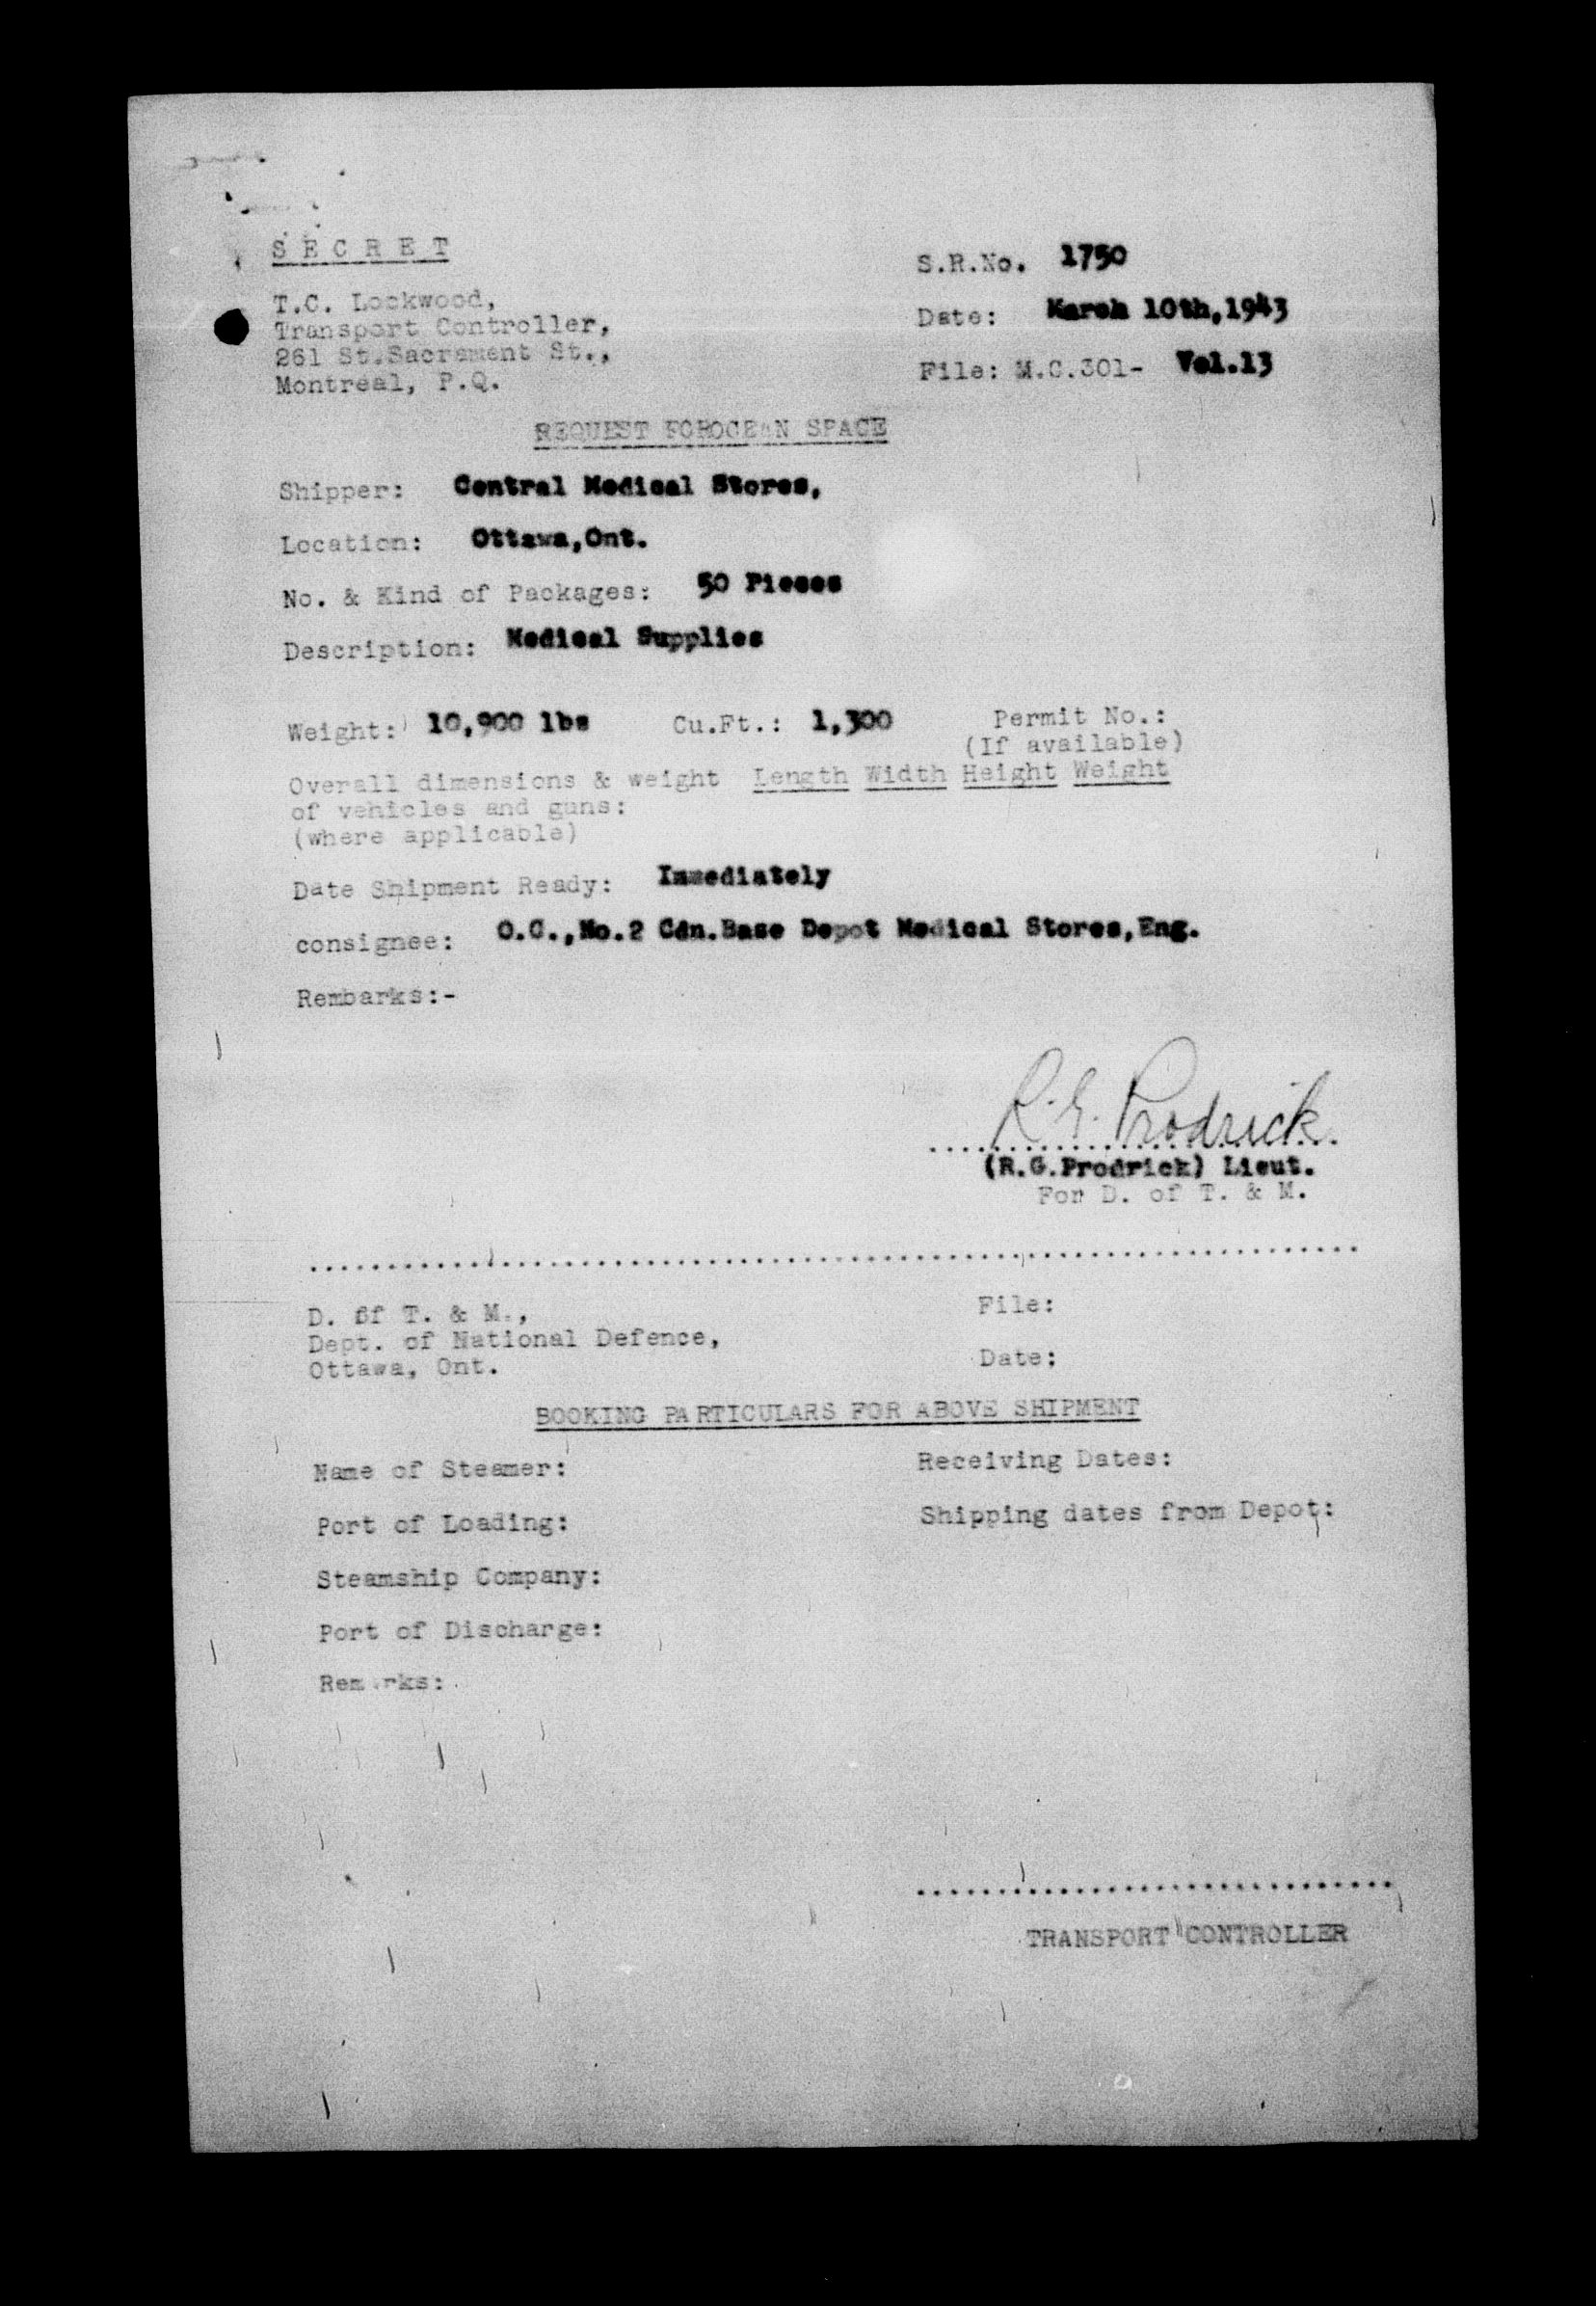 S E C R E T
S.R.No. 1750
T.C. Lockwood,
Transport Controller,
261 St.Sacrament St.,
Montreal, P.Q.
Date: March 10th,1943
File: M.C.301- Vol.13
REQUEST FOROCEAN SPACE
Shipper: Central Medical Stores,
Location: Ottawa,Ont.
No. & Kind of Packages: 50 Pieces
Description: Medical Supplies
Weight: 10,900 lbs Cu.Ft.: 1,300 Permit No.:
(If available)
Overall dimensions & weight Length Width Height Weight
of vehicles and guns:
(where applicable)
Date Shipment Ready: Immediately
consignee: O.C.,No.2 Cdn.Base Depot Medical Stores,Eng.
Rembarks:-
R.G. Prodrick
(R.G.Prodrick) Lieut.
For D. of T. & M.
D. of T. & M.,
Dept. of National Defence,
Ottawa, Ont.
File:
Date:
BOOKING PARTICULARS FOR ABOVE SHIPMENT
Name of Steamer:
Receiving Dates:
Port of Loading:
Shipping dates from Depot:
Steamship Company:
Port of Discharge:
Remarks:
TRANSPORT CONTROLLER